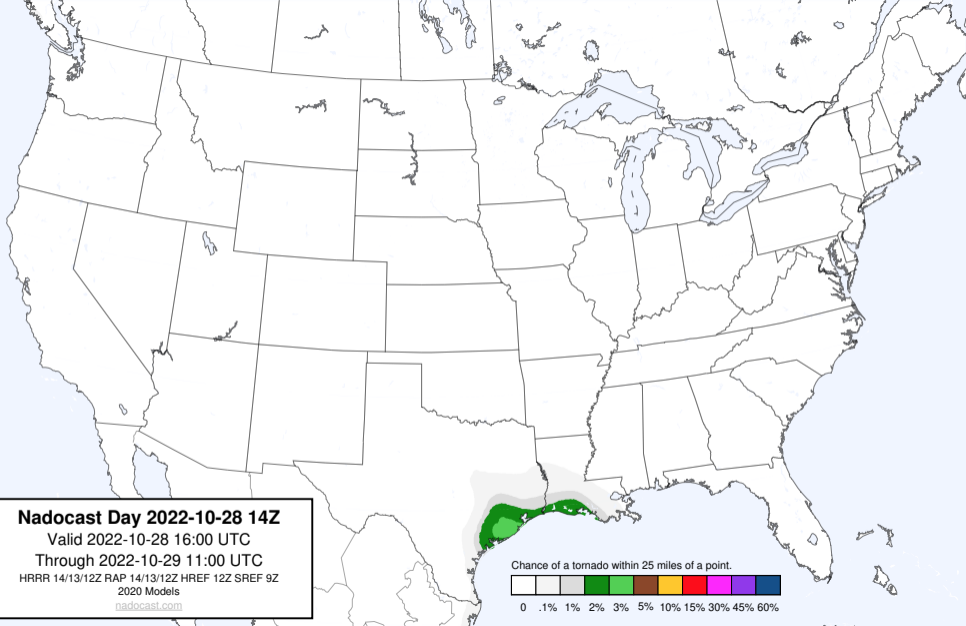 Nadocast Day 2022-10-28 14Z
Valid 2022-10-28 16:00 UTC
Through 2022-10-29 11:00 UTC
HRRR 14/13/12Z RAP 14/13/12Z HREF 12Z SREF 9Z
2020 Models
nadocast.com
Chance of a tornado within 25 miles of a point.
0 .1% 1% 2% 3% 5% 10% 15% 30% 45% 60%